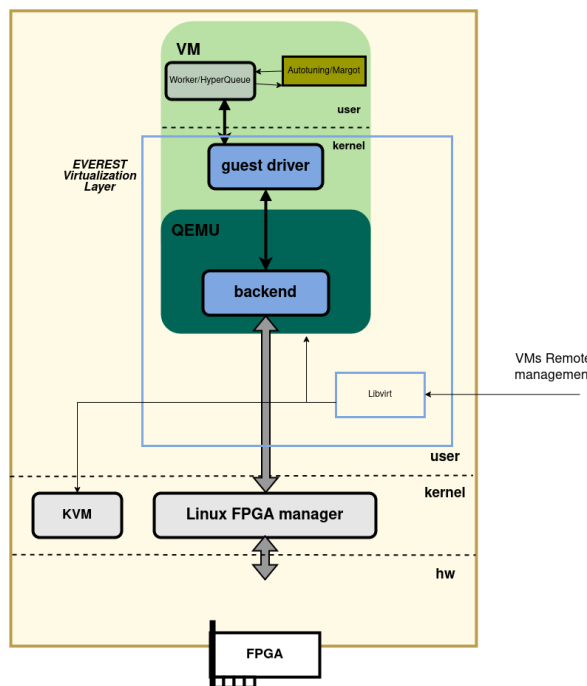 VM
Autotuning/Margot
Worker/HyperQueue
user
kernel
EVEREST
Virtualization
Layer
guest driver
QEMU
backend
VMs Remote
management
Libvirt
user
kernel
KVM
Linux FPGA manager
hw
FPGA